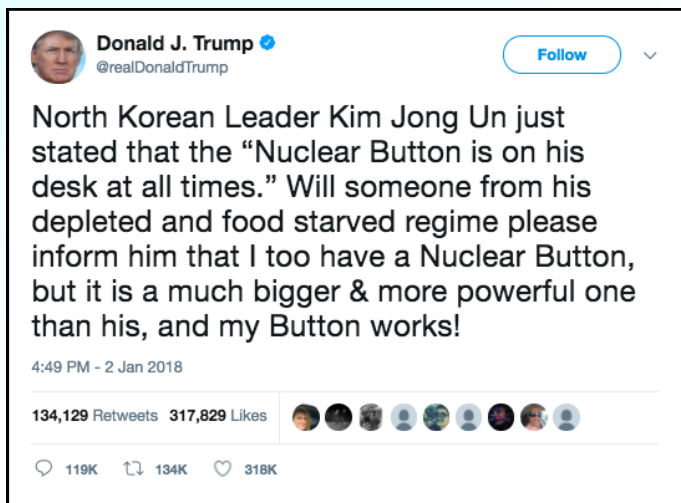 Donald J. Trump
@realDonaldTrump
Follow
North Korean Leader Kim Jong Un just
stated that the “Nuclear Button is on his
desk at all times.” Will someone from his
depleted and food starved regime please
inform him that I too have a Nuclear Button,
but it is a much bigger & more powerful one
than his, and my Button works!
4:49 PM - 2 Jan 2018
134,129 Retweets 317,829 Likes
119K 134K 318K